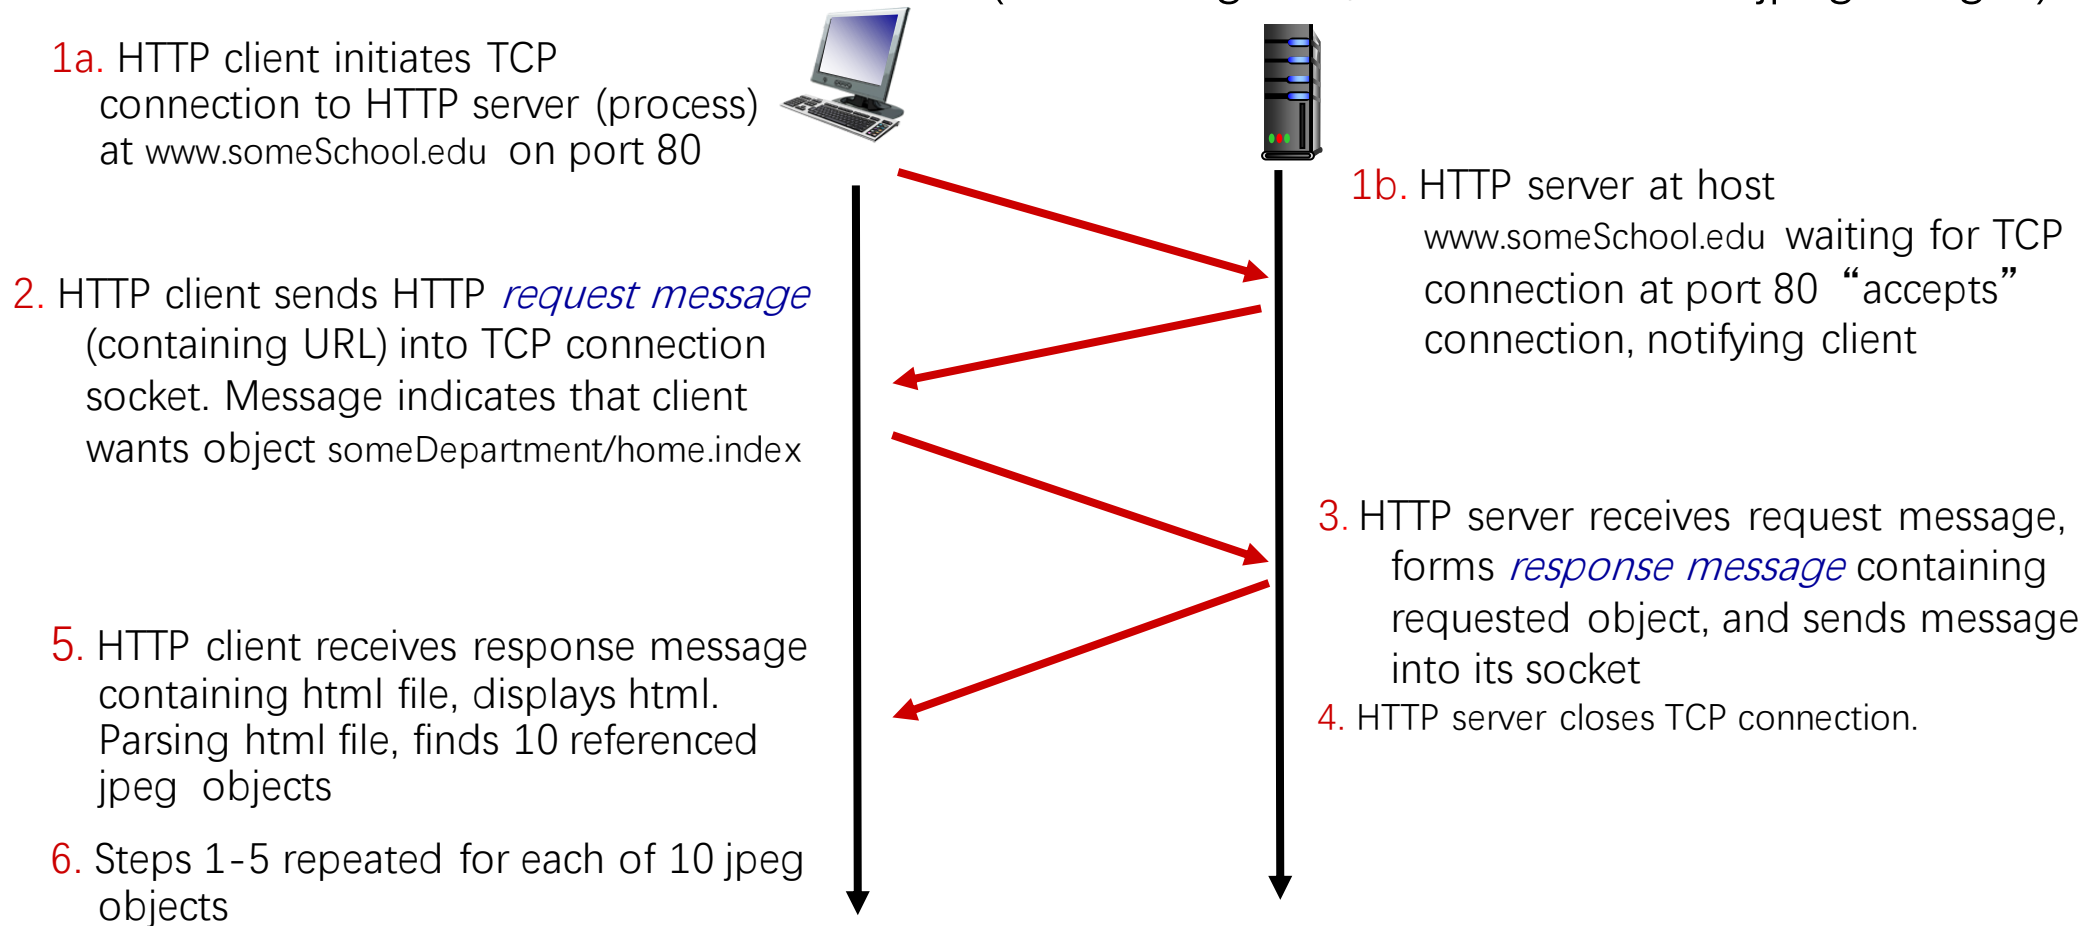 1a. HTTP client initiates TCP
connection to HTTP server (process)
at www.someSchool.edu on port 80
1b. HTTP server at host
www.someSchool.edu waiting for TCP
connection at port 80 “accepts”
connection, notifying client
2. HTTP client sends HTTP request message
(containing URL) into TCP connection
socket. Message indicates that client
wants object someDepartment/home.index
3. HTTP server receives request message,
forms response message containing
requested object, and sends message
into its socket
4. HTTP server closes TCP connection.
5. HTTP client receives response message
containing html file, displays html.
Parsing html file, finds 10 referenced
jpeg objects
6. Steps 1-5 repeated for each of 10 jpeg
objects